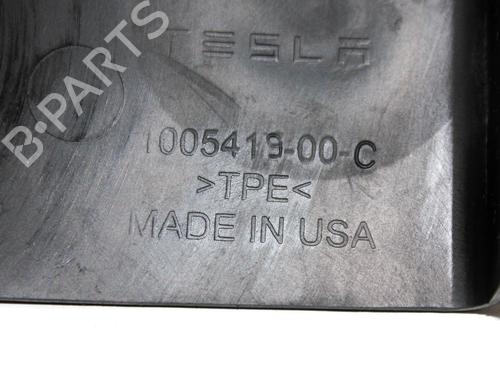 B-PARTS
TESLA
1005419-00-C
>TPE<
MADE IN USA